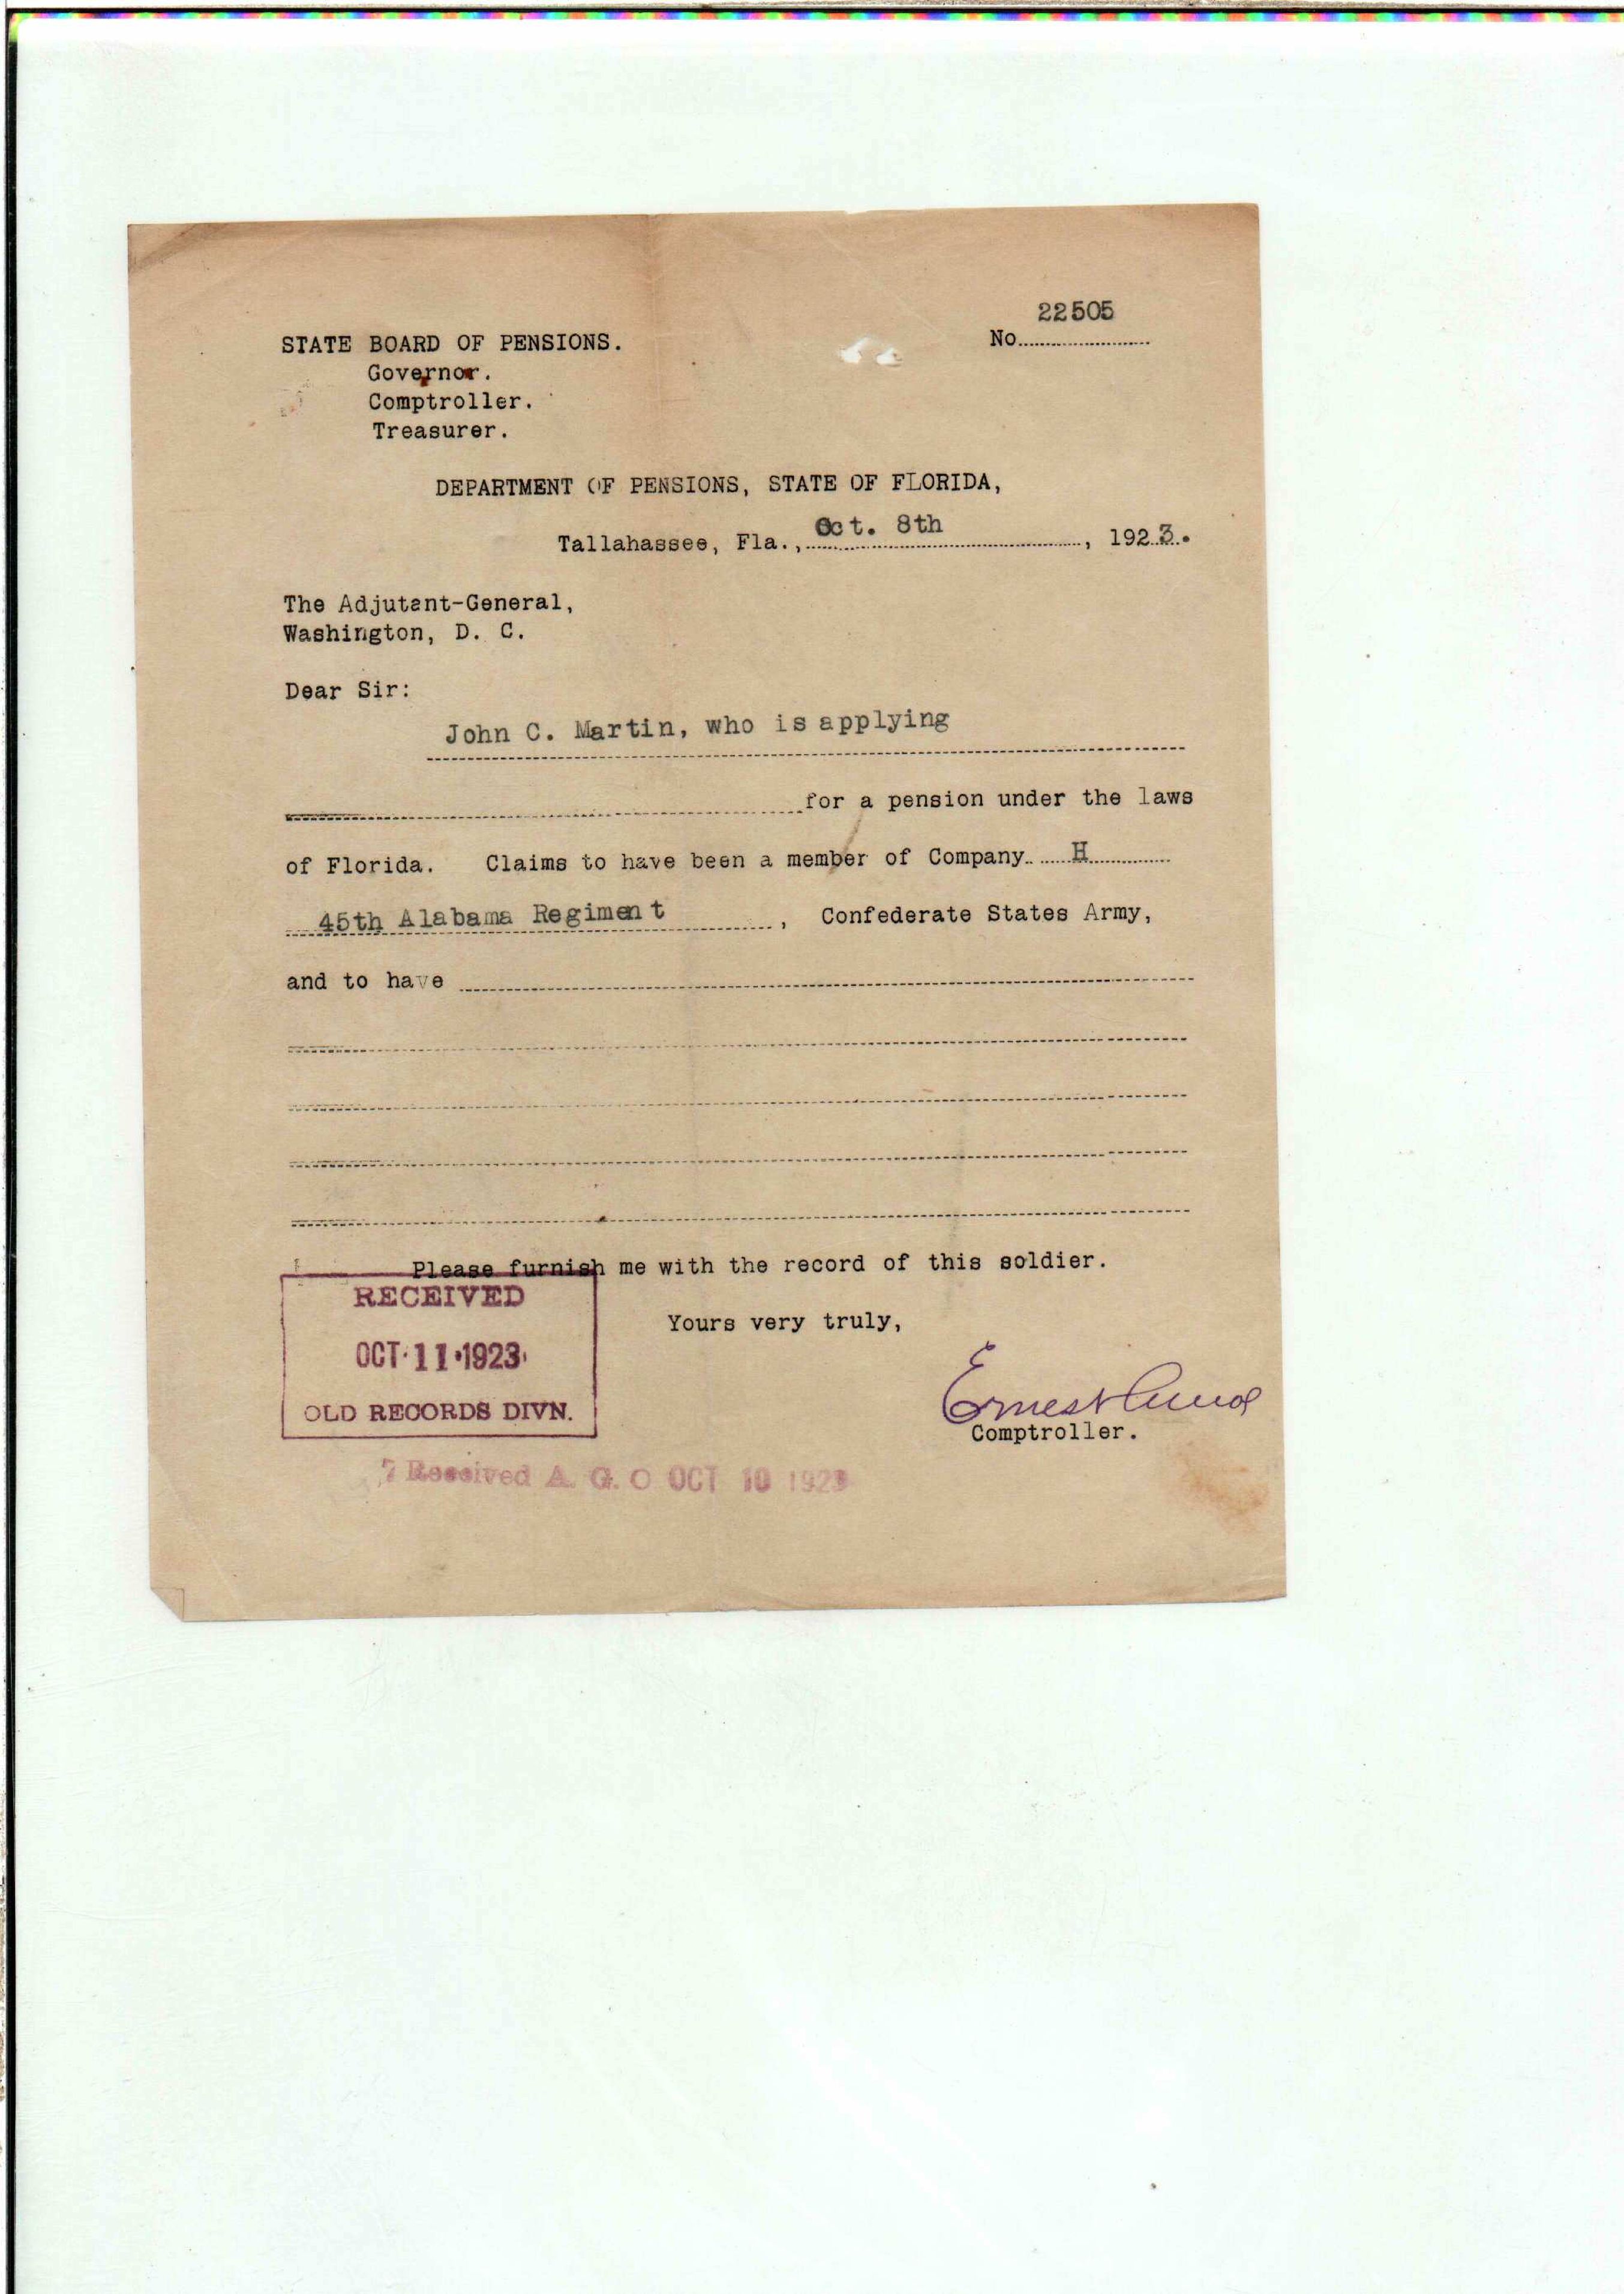 22505
STATE BOARD OF PENSIONS. No.
Governor.
Comptroller.
Treasurer.
DEPARTMENT OF PENSIONS, STATE OF FLORIDA,
Tallahassee, Fla., Oct. 8th, 1923.
The Adjutant-General,
Washington, D. C.
Dear Sir:
John C. Martin, who is applying
for a pension under the laws
of Florida. Claims to have been a member of Company H
45th Alabama Regiment, Confederate States Army,
and to have
Please furnish me with the record of this soldier.
Yours very truly,
Ernest Amos
Comptroller.
RECEIVED
OCT 11 1923
OLD RECORDS DIVN.
7 Received A. G. O OCT 10 1923